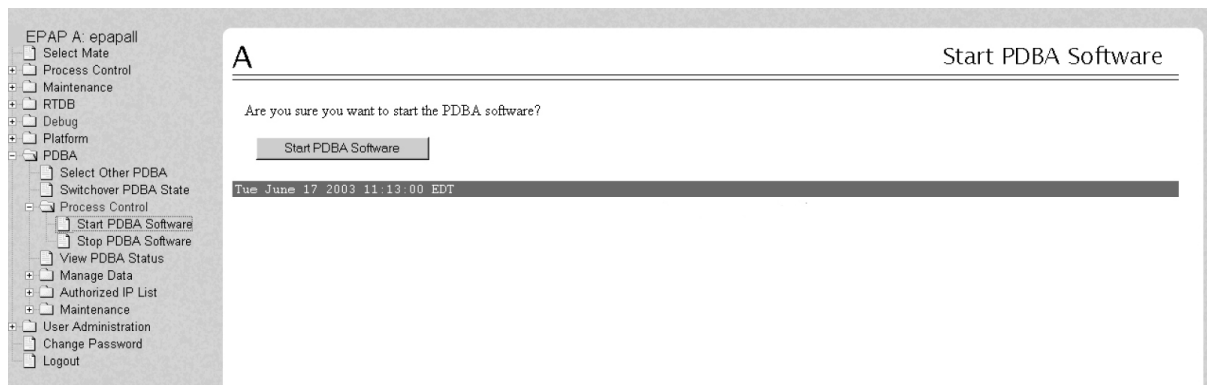 EPAP A: epapall
Select Mate
Process Control
Maintenance
RTDB
Debug
Platform
PDBA
Select Other PDBA
Switchover PDBA State
Process Control
Start PDBA Software
Stop PDBA Software
View PDBA Status
Manage Data
Authorized IP List
Maintenance
User Administration
Change Password
Logout
A
Start PDBA Software
Are you sure you want to start the PDBA software?
Start PDBA Software
Tue June 17 2003 11:13:00 EDT